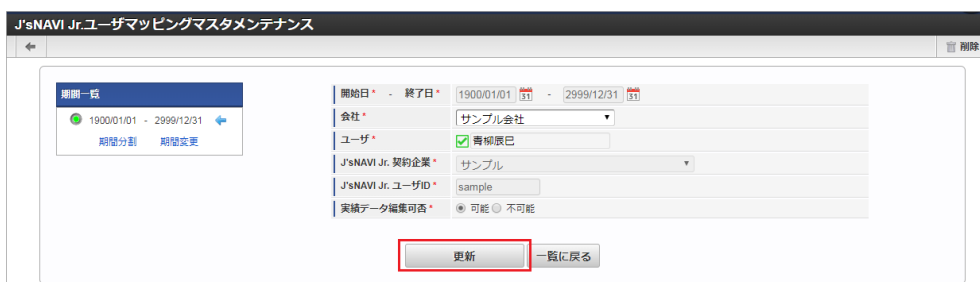 J'sNAVI Jr.ユーザマッピングマスタメンテナンス
削除
期間一覧
1900/01/01 - 2999/12/31
期間分割 期間変更
開始日* - 終了日* 1900/01/01 31 - 2999/12/31 31
会社* サンプル会社
ユーザ* 青柳辰巳
J'sNAVI Jr. 契約企業* サンプル
J'sNAVI Jr. ユーザID* sample
実績データ編集可否* 可能 不可能
更新 一覧に戻る